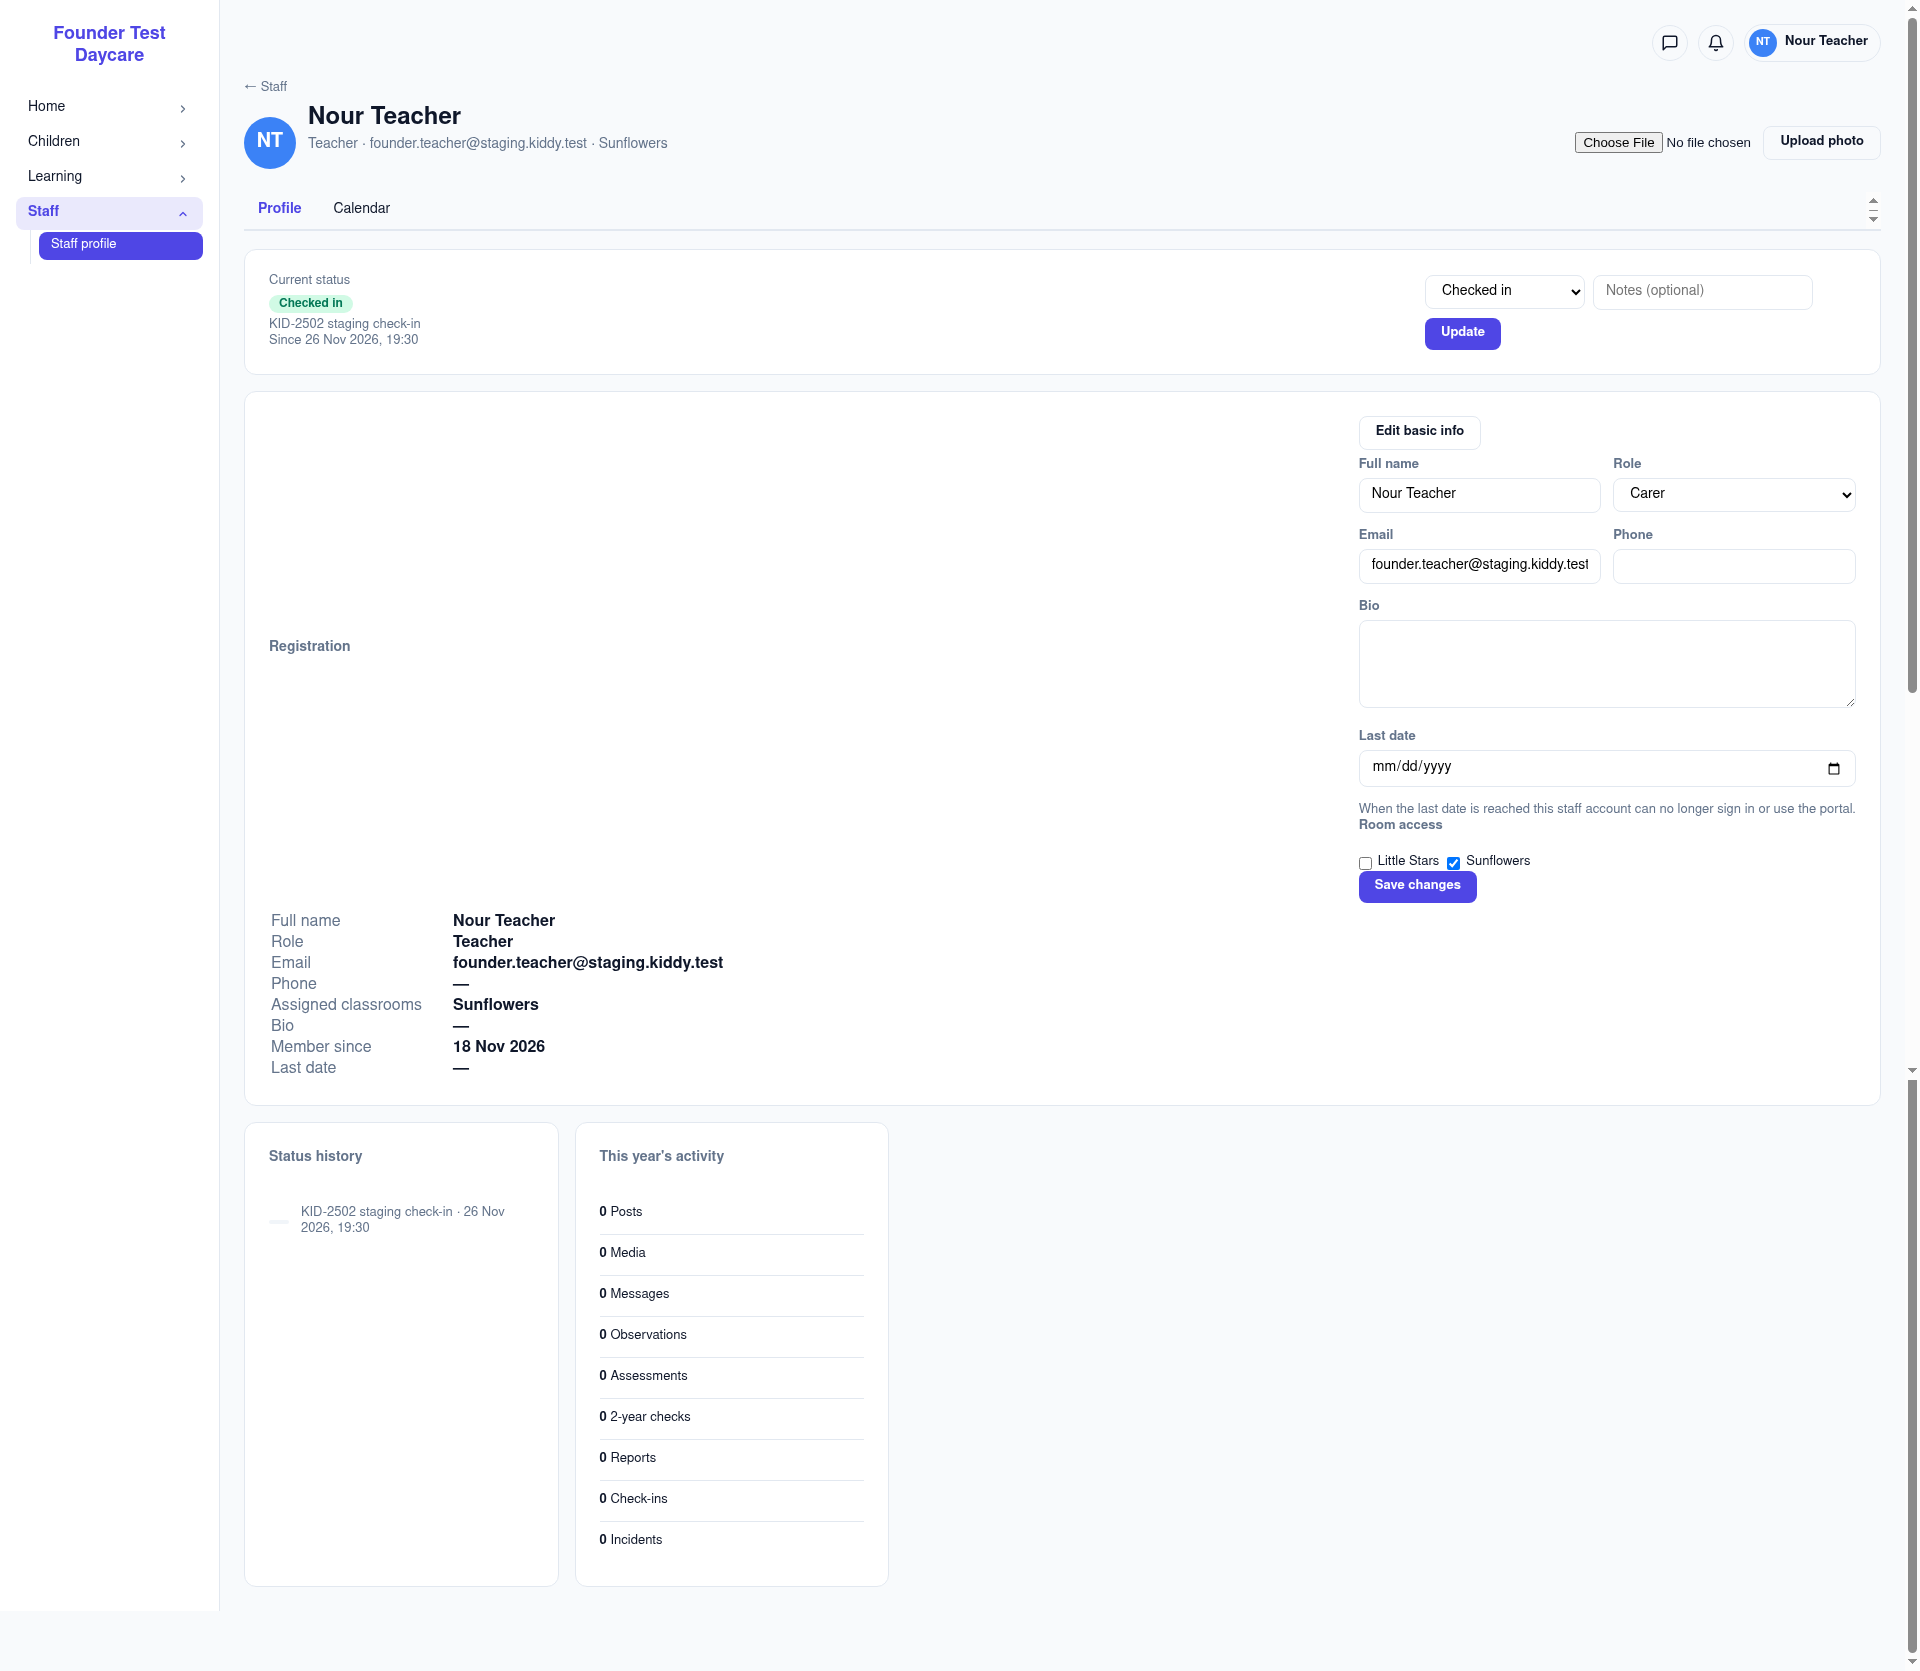 Founder Test
Daycare
Home
Children
Learning
Staff
Staff profile
NT
Nour Teacher
← Staff
NT
Nour Teacher
Teacher · founder.teacher@staging.kiddy.test · Sunflowers
Choose File No file chosen
Upload photo
Profile
Calendar
Current status
Checked in
KID-2502 staging check-in
Since 26 Nov 2026, 19:30
Checked in
Notes (optional)
Update
Registration
Edit basic info
Full name
Role
Nour Teacher
Carer
Email
Phone
founder.teacher@staging.kiddy.test
Bio
Last date
mm/dd/yyyy
When the last date is reached this staff account can no longer sign in or use the portal.
Room access
Little Stars
Sunflowers
Save changes
Full name Nour Teacher
Role Teacher
Email founder.teacher@staging.kiddy.test
Phone —
Assigned classrooms Sunflowers
Bio —
Member since 18 Nov 2026
Last date —
Status history
KID-2502 staging check-in · 26 Nov
2026, 19:30
This year's activity
0 Posts
0 Media
0 Messages
0 Observations
0 Assessments
0 2-year checks
0 Reports
0 Check-ins
0 Incidents